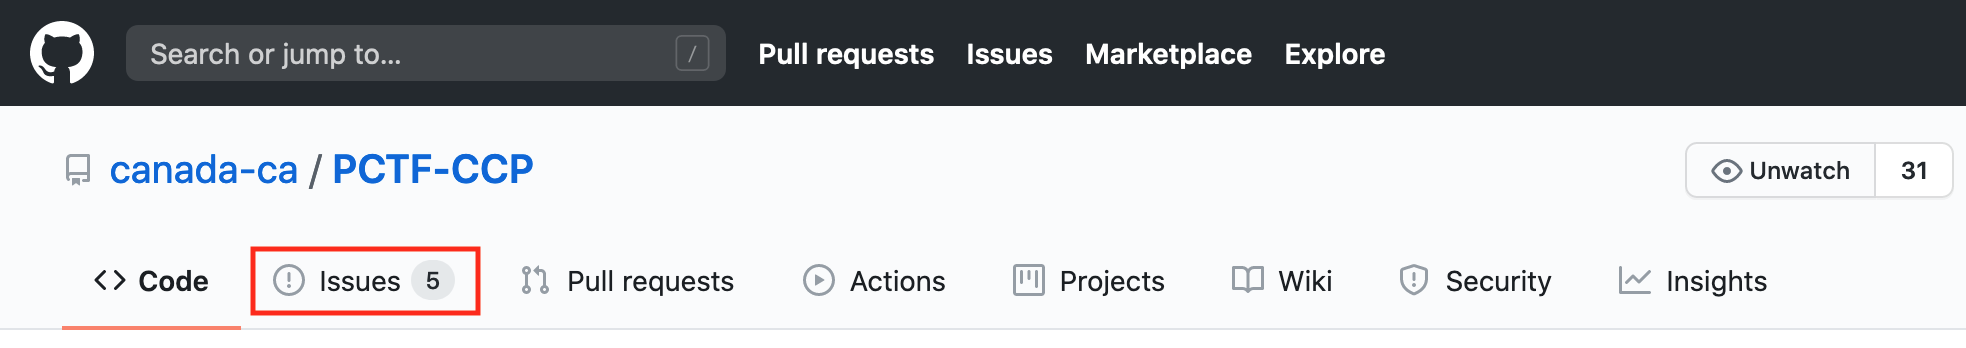 Search or jump to... / Pull requests Issues Marketplace Explore
canada-ca / PCTF-CCP Unwatch 31
Code Issues 5 Pull requests Actions Projects Wiki Security Insights